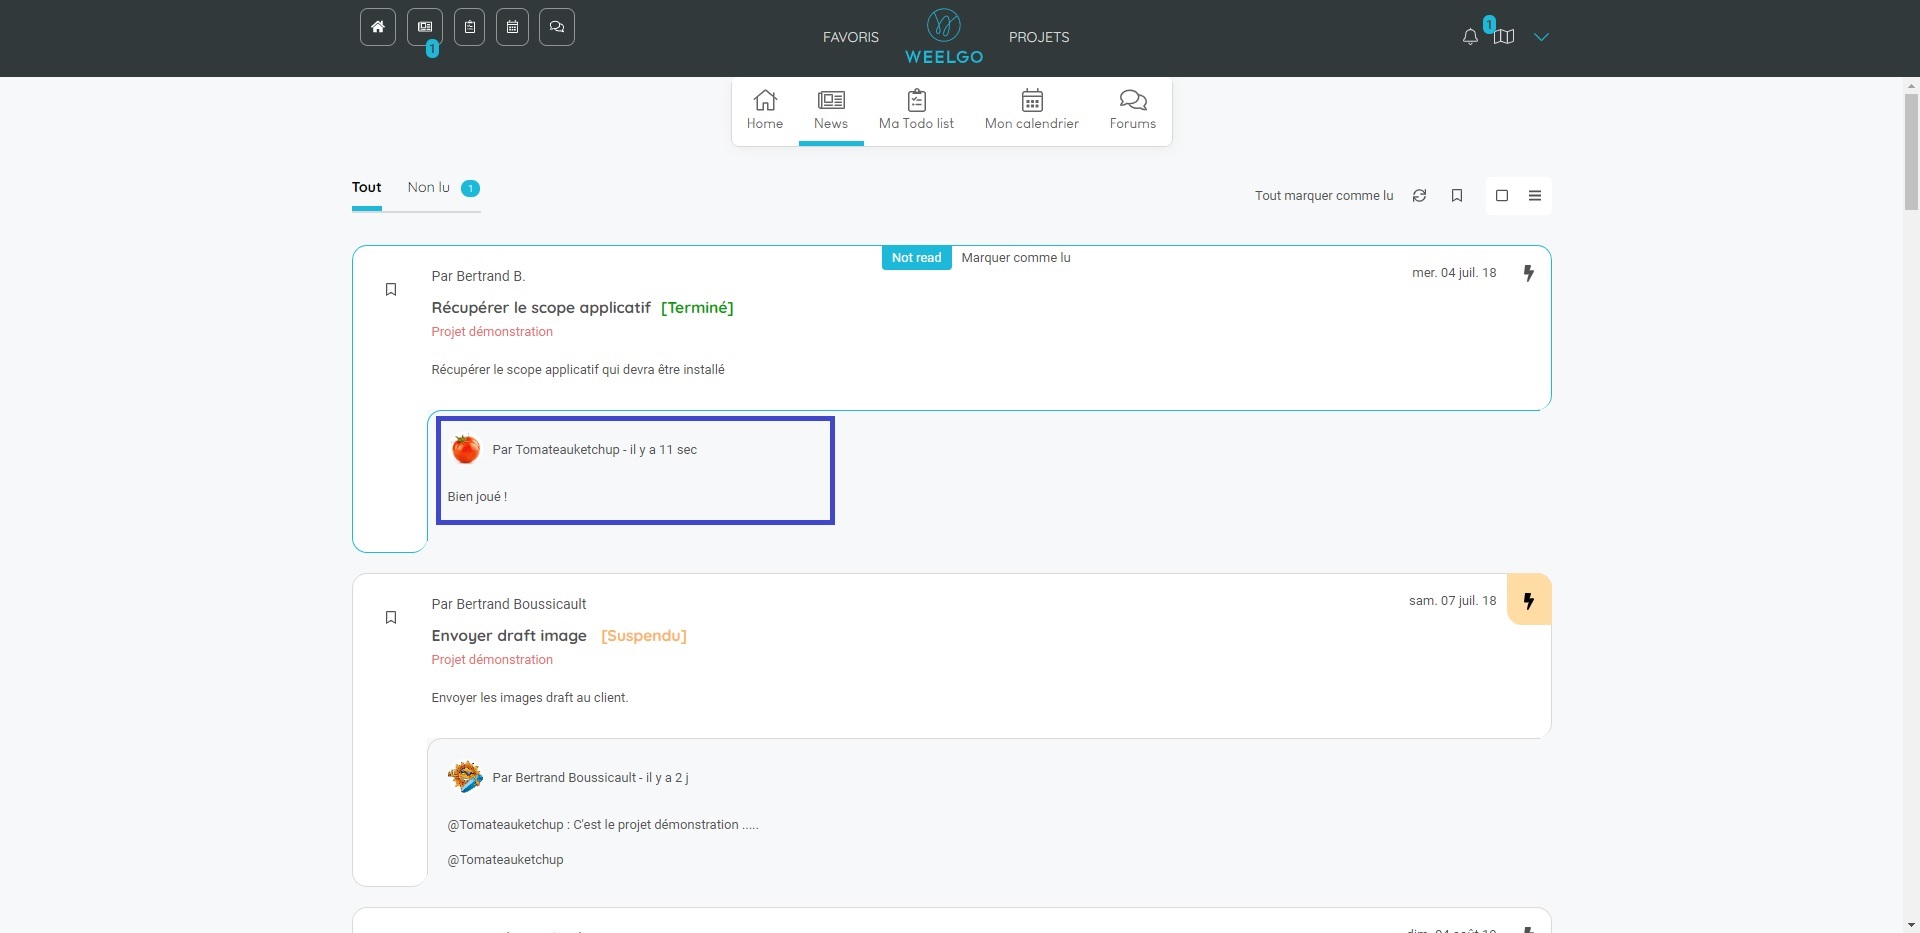 1
FAVORIS
WEELGO
PROJETS
1
Home
News
Ma Todo list
Mon calendrier
Forums
Tout
Non lu 1
Tout marquer comme lu
Not read
Marquer comme lu
Par Bertrand B.
mer. 04 juil. 18
Récupérer le scope applicatif [Terminé]
Projet démonstration
Récupérer le scope applicatif qui devra être installé
Par Tomateauketchup - il y a 11 sec
Bien joué !
Par Bertrand Boussicault
sam. 07 juil. 18
Envoyer draft image [Suspendu]
Projet démonstration
Envoyer les images draft au client.
Par Bertrand Boussicault - il y a 2 j
@Tomateauketchup : C'est le projet démonstration .....
@Tomateauketchup